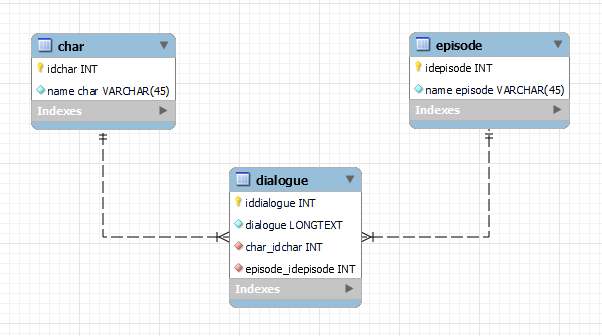 char
idchar INT
name char VARCHAR(45)
Indexes
episode
idepisode INT
name episode VARCHAR(45)
Indexes
dialogue
iddialogue INT
dialogue LONGTEXT
char_idchar INT
episode_idepisode INT
Indexes